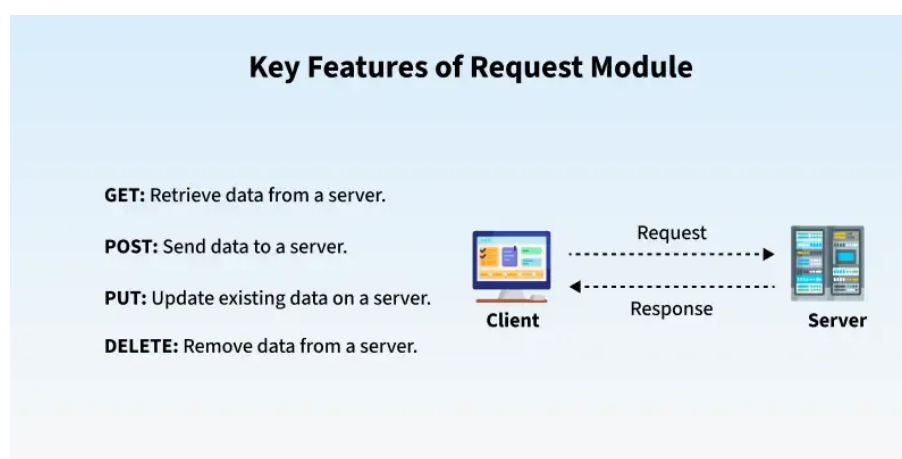 Key Features of Request Module
GET: Retrieve data from a server.
POST: Send data to a server.
PUT: Update existing data on a server.
DELETE: Remove data from a server.
Request
Response
Client
Server